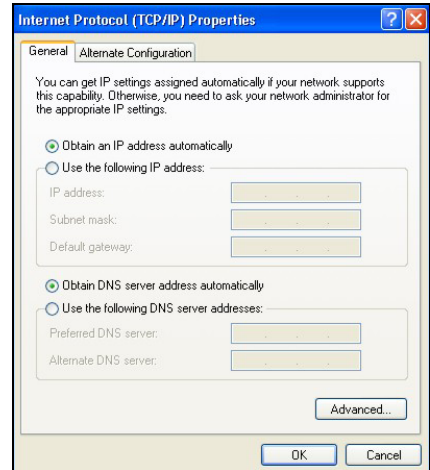 Internet Protocol (TCP/IP) Properties
General
Alternate Configuration
You can get IP settings assigned automatically if your network supports
this capability. Otherwise, you need to ask your network administrator for
the appropriate IP settings.
Obtain an IP address automatically
Use the following IP address:
IP address:
Subnet mask:
Default gateway:
Obtain DNS server address automatically
Use the following DNS server addresses:
Preferred DNS server:
Alternate DNS server:
Advanced...
OK
Cancel